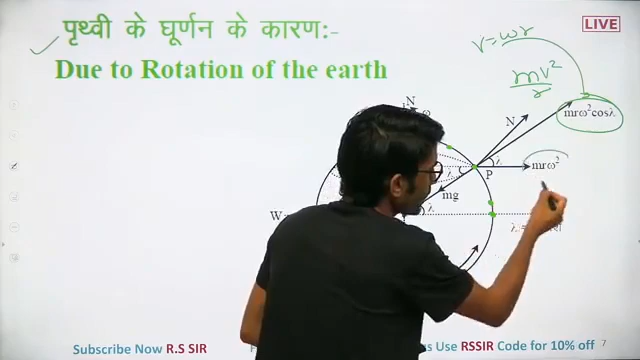 पृथ्वी के घूर्णन के कारण:-
LIVE
Due to Rotation of the earth
v=ωr
mv²
r
mrω²cosλ
N
N
ω
λ
mrω²
λ
P
mg
λ
W
λ =
Subscribe Now R.S SIR
s Use RSSIR Code for 10% off
7